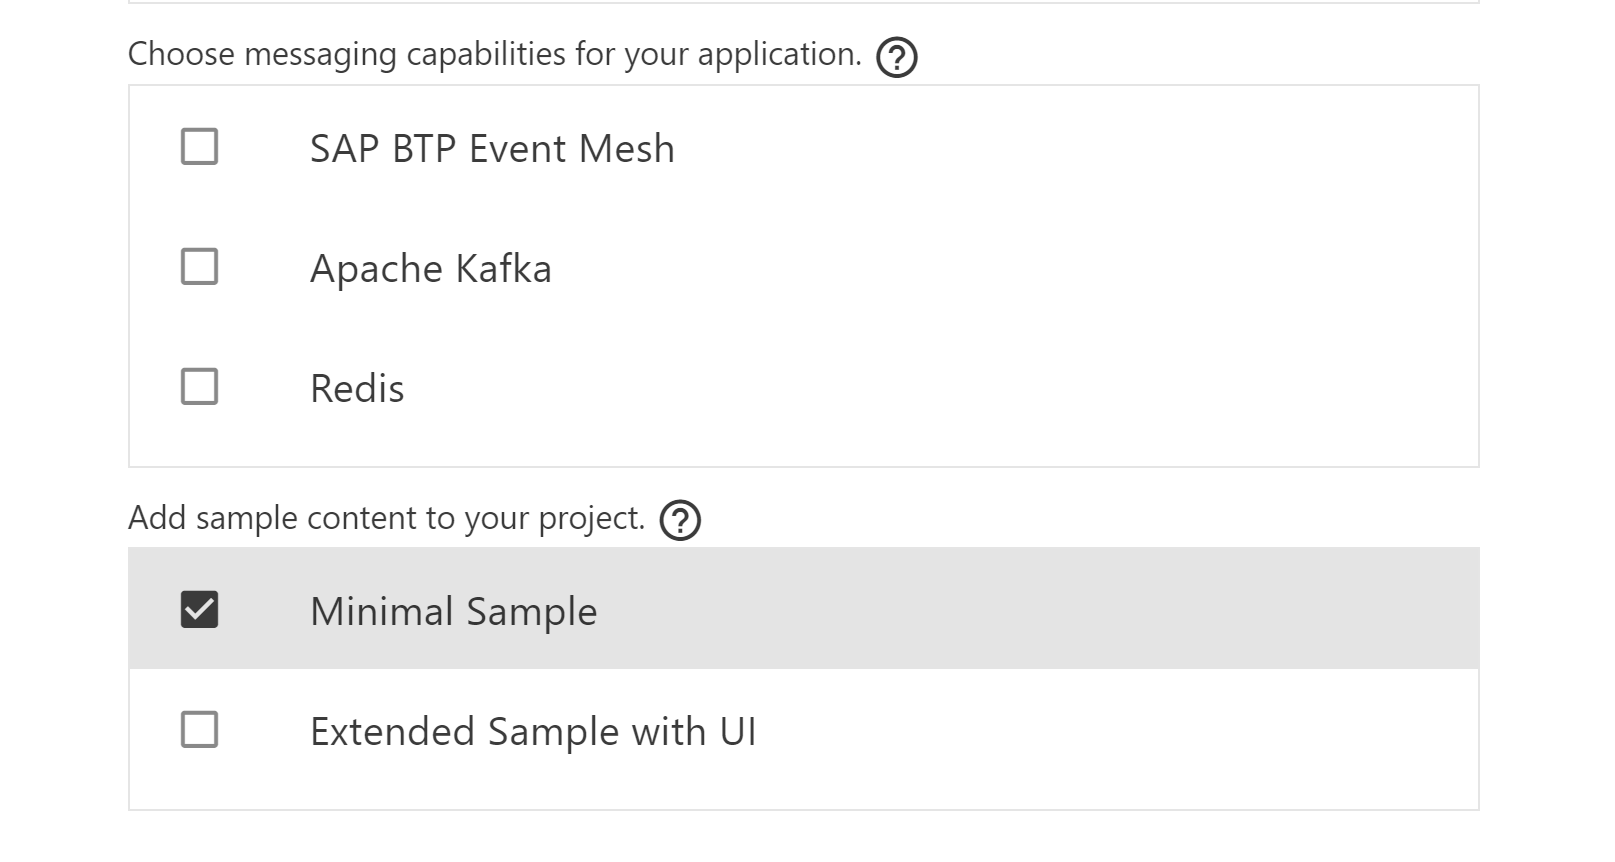 Choose messaging capabilities for your application.
SAP BTP Event Mesh
Apache Kafka
Redis
Add sample content to your project.
Minimal Sample
Extended Sample with UI